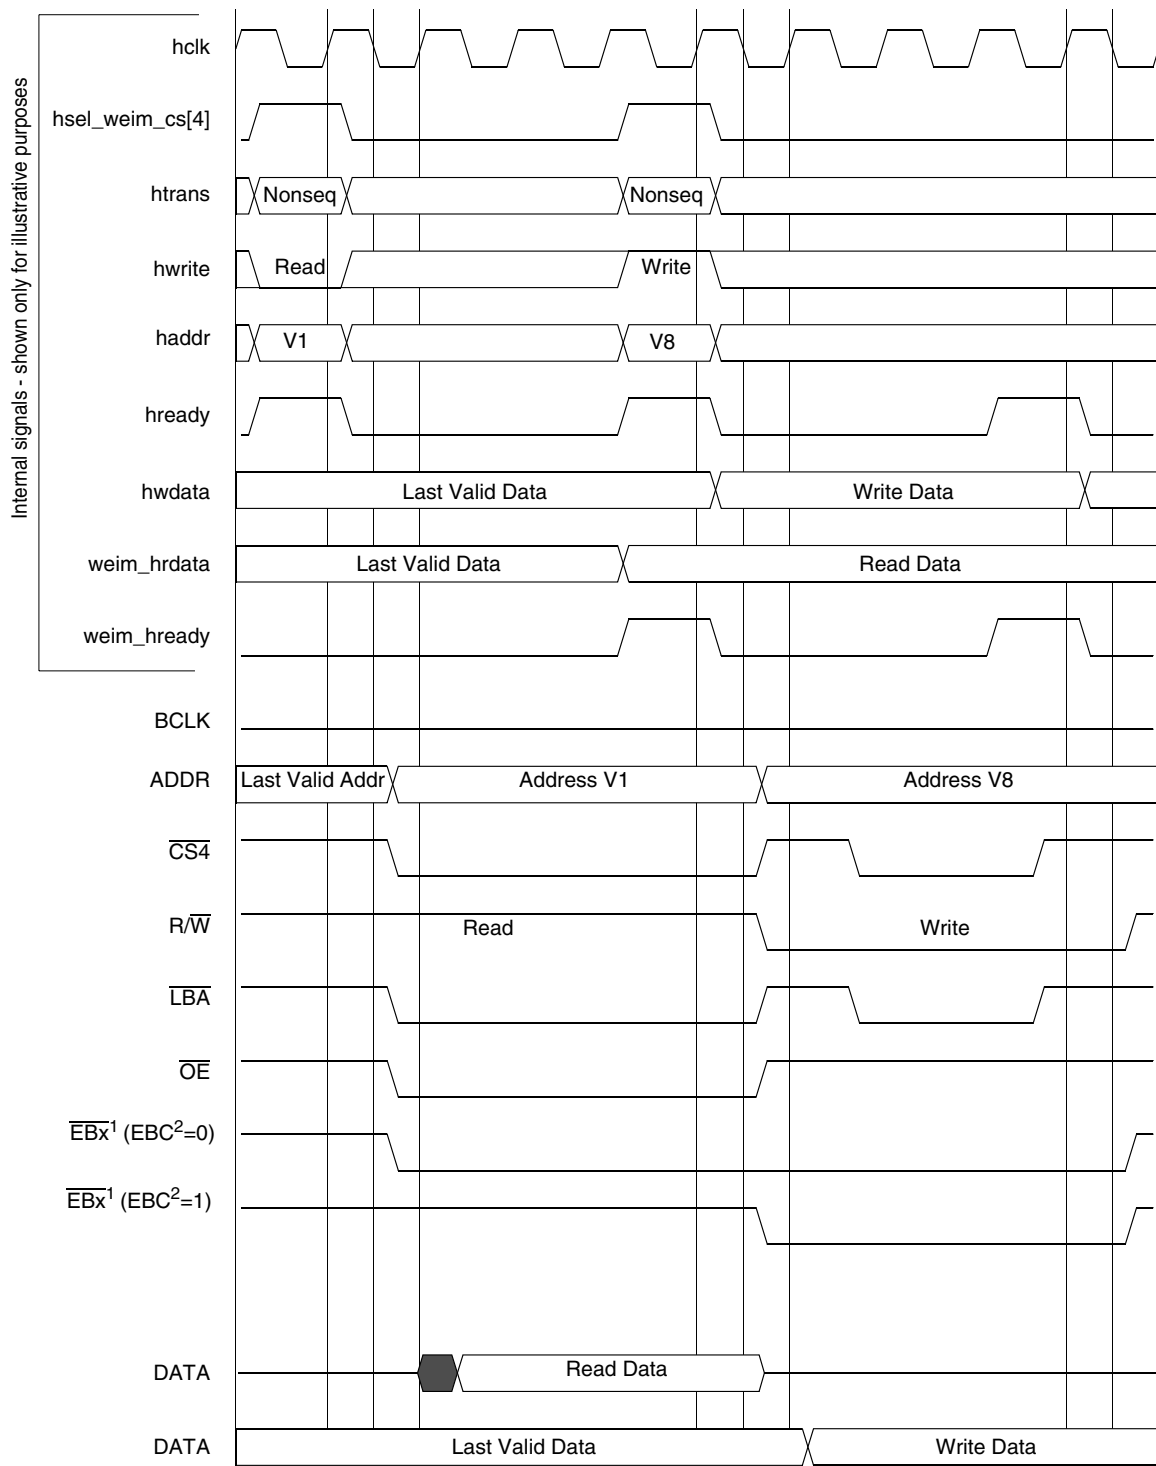 Internal signals - shown only for illustrative purposes
hclk
hsel_weim_cs[4]
htrans Nonseq Nonseq
hwrite Read Write
haddr V1 V8
hready
hwdata Last Valid Data Write Data
weim_hrdata Last Valid Data Read Data
weim_hready
BCLK
ADDR Last Valid Addr Address V1 Address V8
CS4
R/W Read Write
LBA
OE
EBx1 (EBC2=0)
EBx1 (EBC2=1)
DATA Read Data
DATA Last Valid Data Write Data